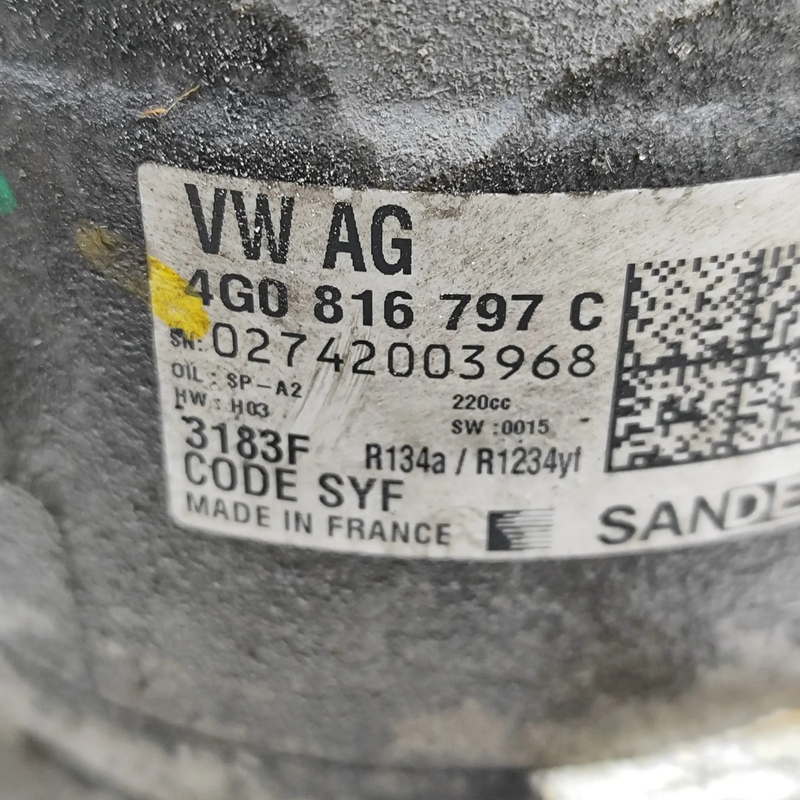 VW AG
4G0 816 797 C
SN: 02742003968
OIL : SP-A2
220cc
HW : H03
SW :0015
3183F R134a / R1234yf
CODE SYF
MADE IN FRANCE
SANDE